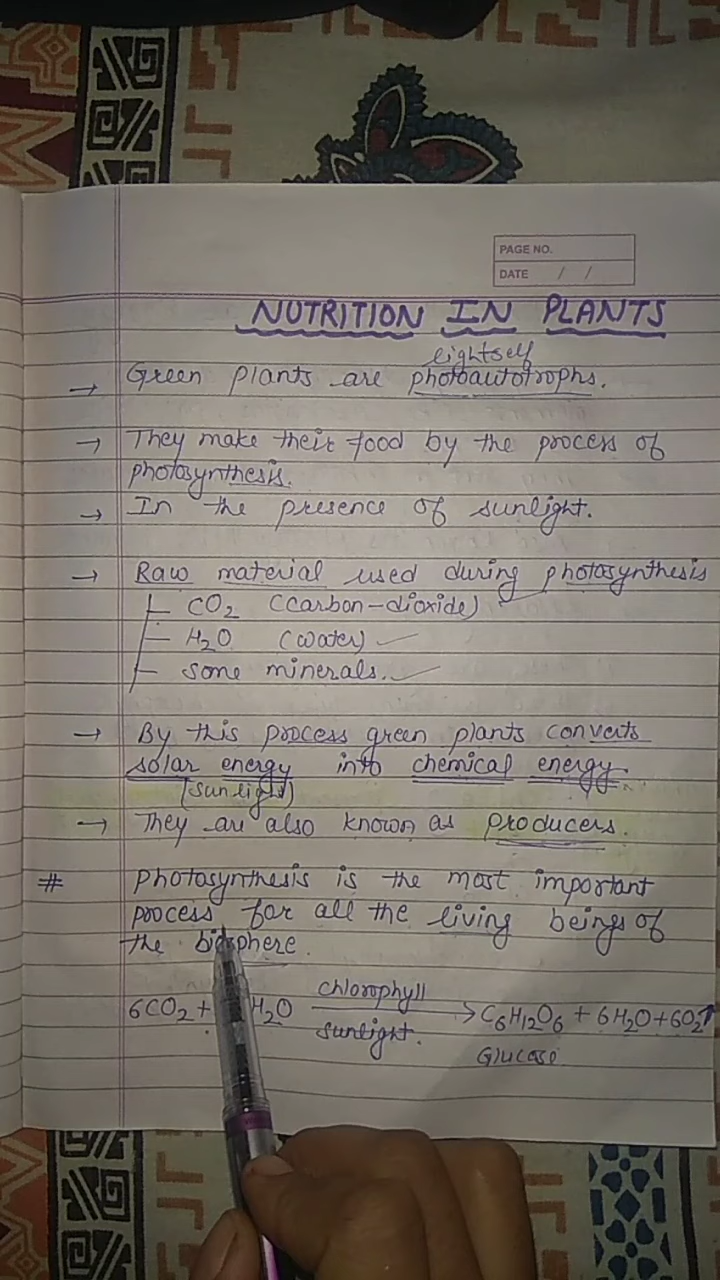 PAGE NO.
DATE / /
NUTRITION IN PLANTS
lightself
→ Green plants are photoautotrophs.
→ They make their food by the process of
photosynthesis.
→ In the presence of sunlight.
→ Raw material used during photosynthesis
CO2 (Carbon-dioxide)
H2O (water)
Some minerals.
→ By this process green plants converts
solar energy into chemical energy.
(sunlight)
→ They are also known as producers.
# Photosynthesis is the most important
process for all the living beings of
the biosphere.
chlorophyll
6CO2 + H2O → C6H12O6 + 6H2O + 6O2↑
sunlight.
Glucose